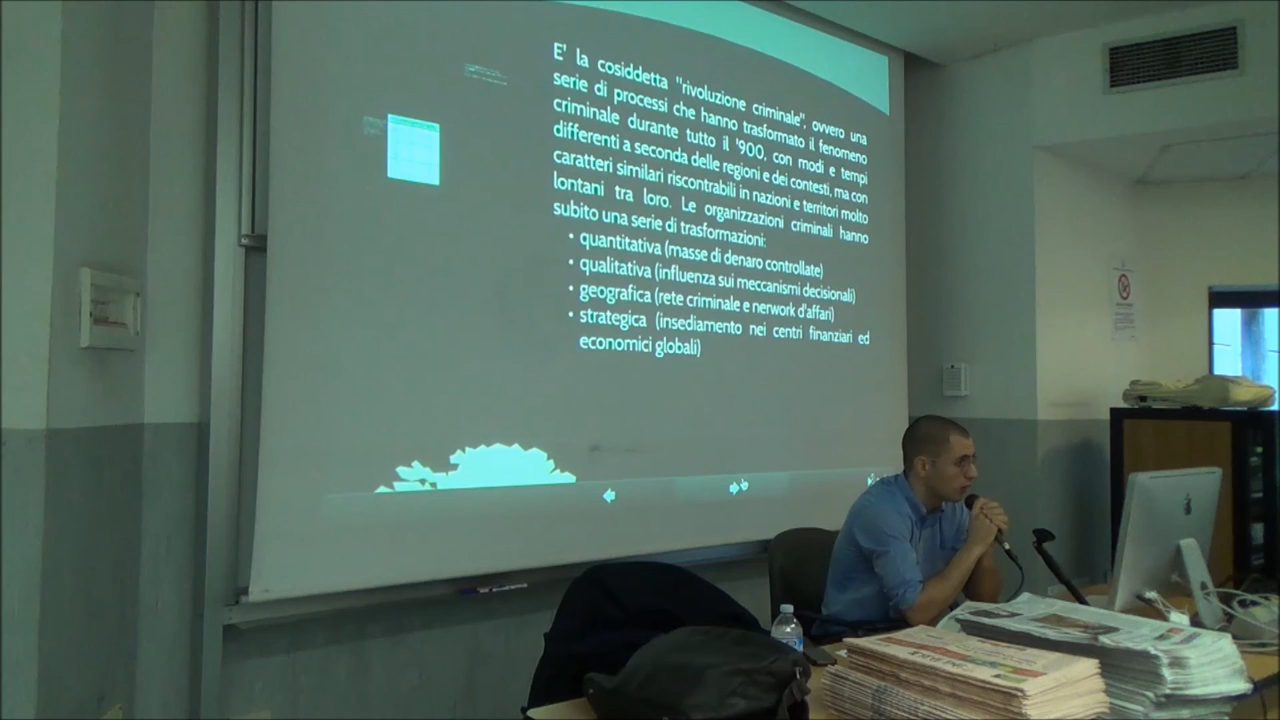 E' la cosiddetta "rivoluzione criminale", ovvero una
serie di processi che hanno trasformato il fenomeno
criminale durante tutto il '900, con modi e tempi
differenti a seconda delle regioni e dei contesti, ma con
caratteri similari riscontrabili in nazioni e territori molto
lontani tra loro. Le organizzazioni criminali hanno
subito una serie di trasformazioni:
• quantitativa (masse di denaro controllate)
• qualitativa (influenza sui meccanismi decisionali)
• geografica (rete criminale e nerwork d'affari)
• strategica (insediamento nei centri finanziari ed
economici globali)